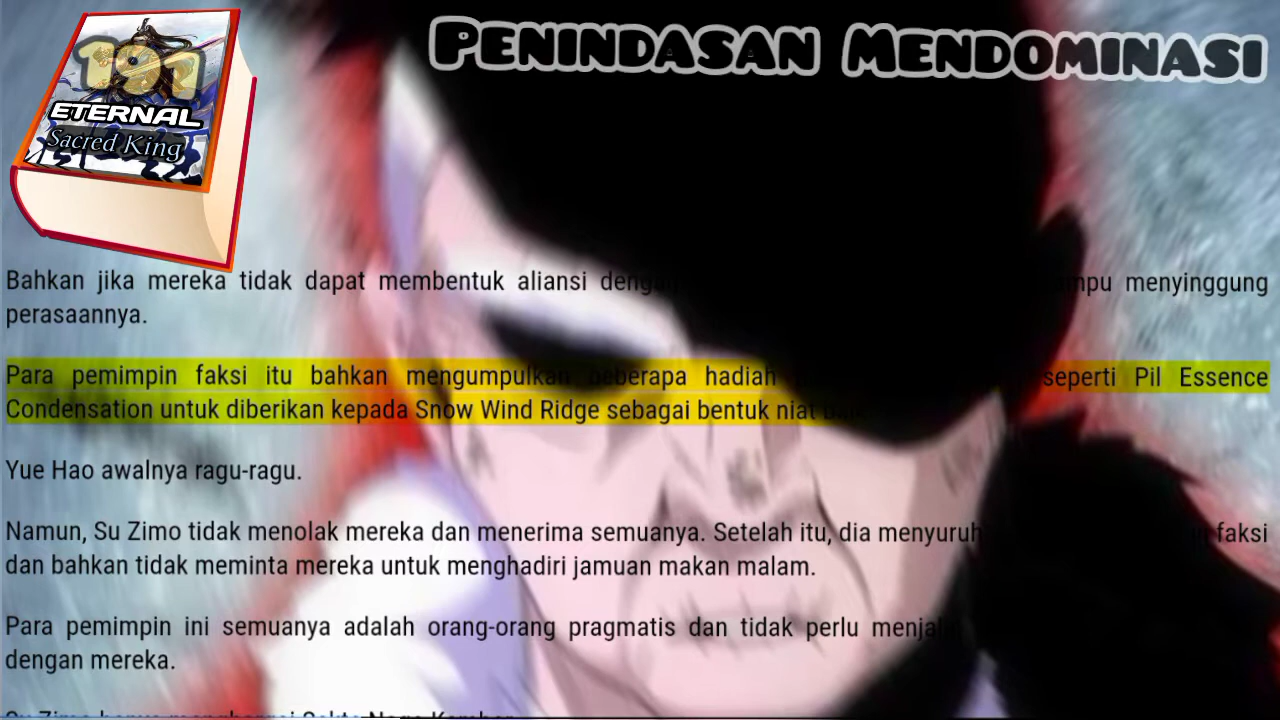 PENINDASAN MENDOMINASI
101
ETERNAL
Sacred King
Bahkan jika mereka tidak dapat membentuk aliansi dengan menyinggung
perasaannya.
Para pemimpin faksi itu bahkan mengumpulkan beberapa hadiah seperti Pil Essence
Condensation untuk diberikan kepada Snow Wind Ridge sebagai bentuk niat
Yue Hao awalnya ragu-ragu.
Namun, Su Zimo tidak menolak mereka dan menerima semuanya. Setelah itu, dia menyuruh faksi
dan bahkan tidak meminta mereka untuk menghadiri jamuan makan malam.
Para pemimpin ini semuanya adalah orang-orang pragmatis dan tidak perlu
dengan mereka.